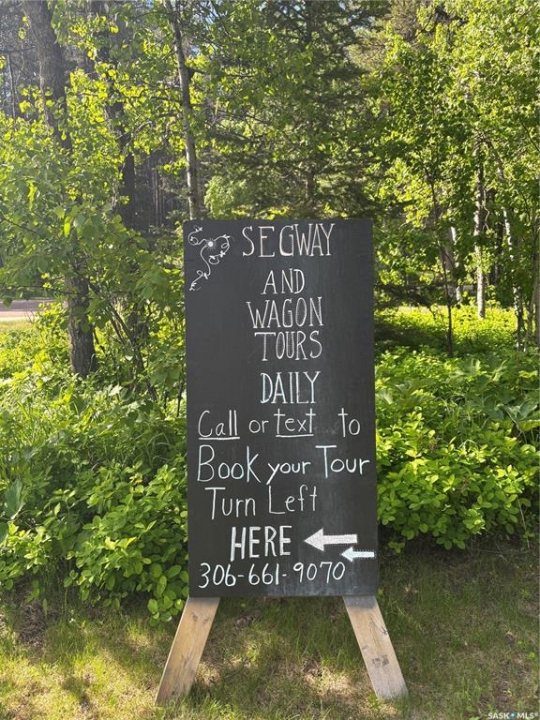 SEGWAY
AND
WAGON
TOURS
DAILY
Call or text to
Book your Tour
Turn Left
HERE
306-661-9070
SASK MLS®